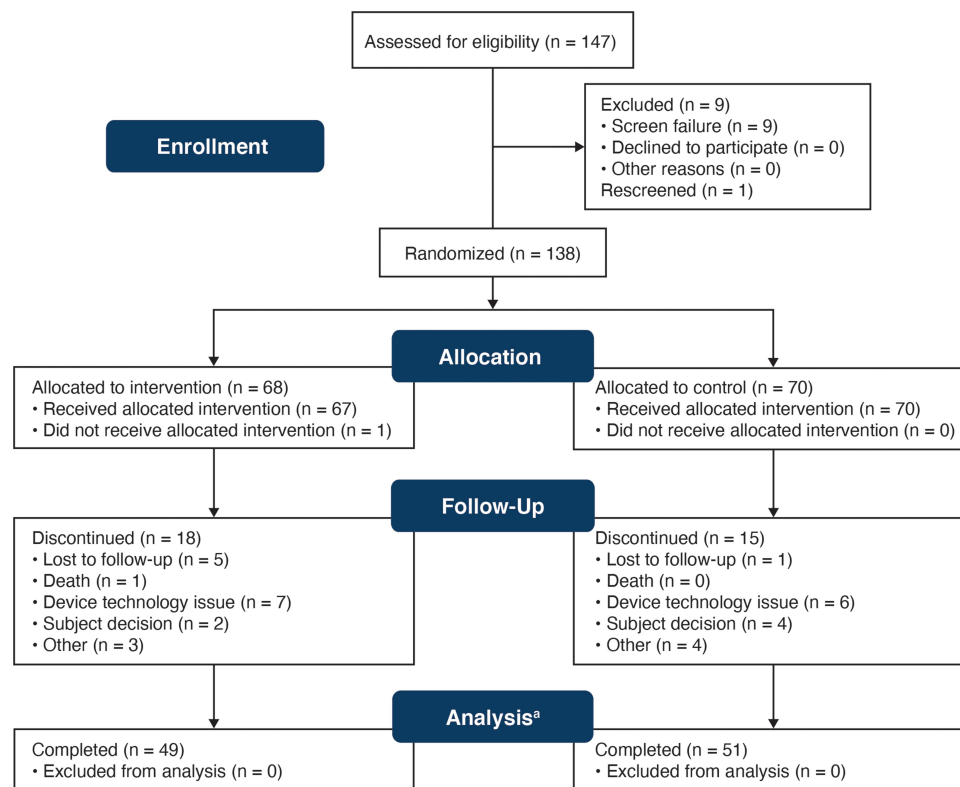 Assessed for eligibility (n = 147)
Enrollment
Excluded (n = 9)
• Screen failure (n = 9)
• Declined to participate (n = 0)
• Other reasons (n = 0)
Rescreened (n = 1)
Randomized (n = 138)
Allocation
Allocated to intervention (n = 68)
• Received allocated intervention (n = 67)
• Did not receive allocated intervention (n = 1)
Allocated to control (n = 70)
• Received allocated intervention (n = 70)
• Did not receive allocated intervention (n = 0)
Follow-Up
Discontinued (n = 18)
• Lost to follow-up (n = 5)
• Death (n = 1)
• Device technology issue (n = 7)
• Subject decision (n = 2)
• Other (n = 3)
Discontinued (n = 15)
• Lost to follow-up (n = 1)
• Death (n = 0)
• Device technology issue (n = 6)
• Subject decision (n = 4)
• Other (n = 4)
Analysisᵃ
Completed (n = 49)
• Excluded from analysis (n = 0)
Completed (n = 51)
• Excluded from analysis (n = 0)